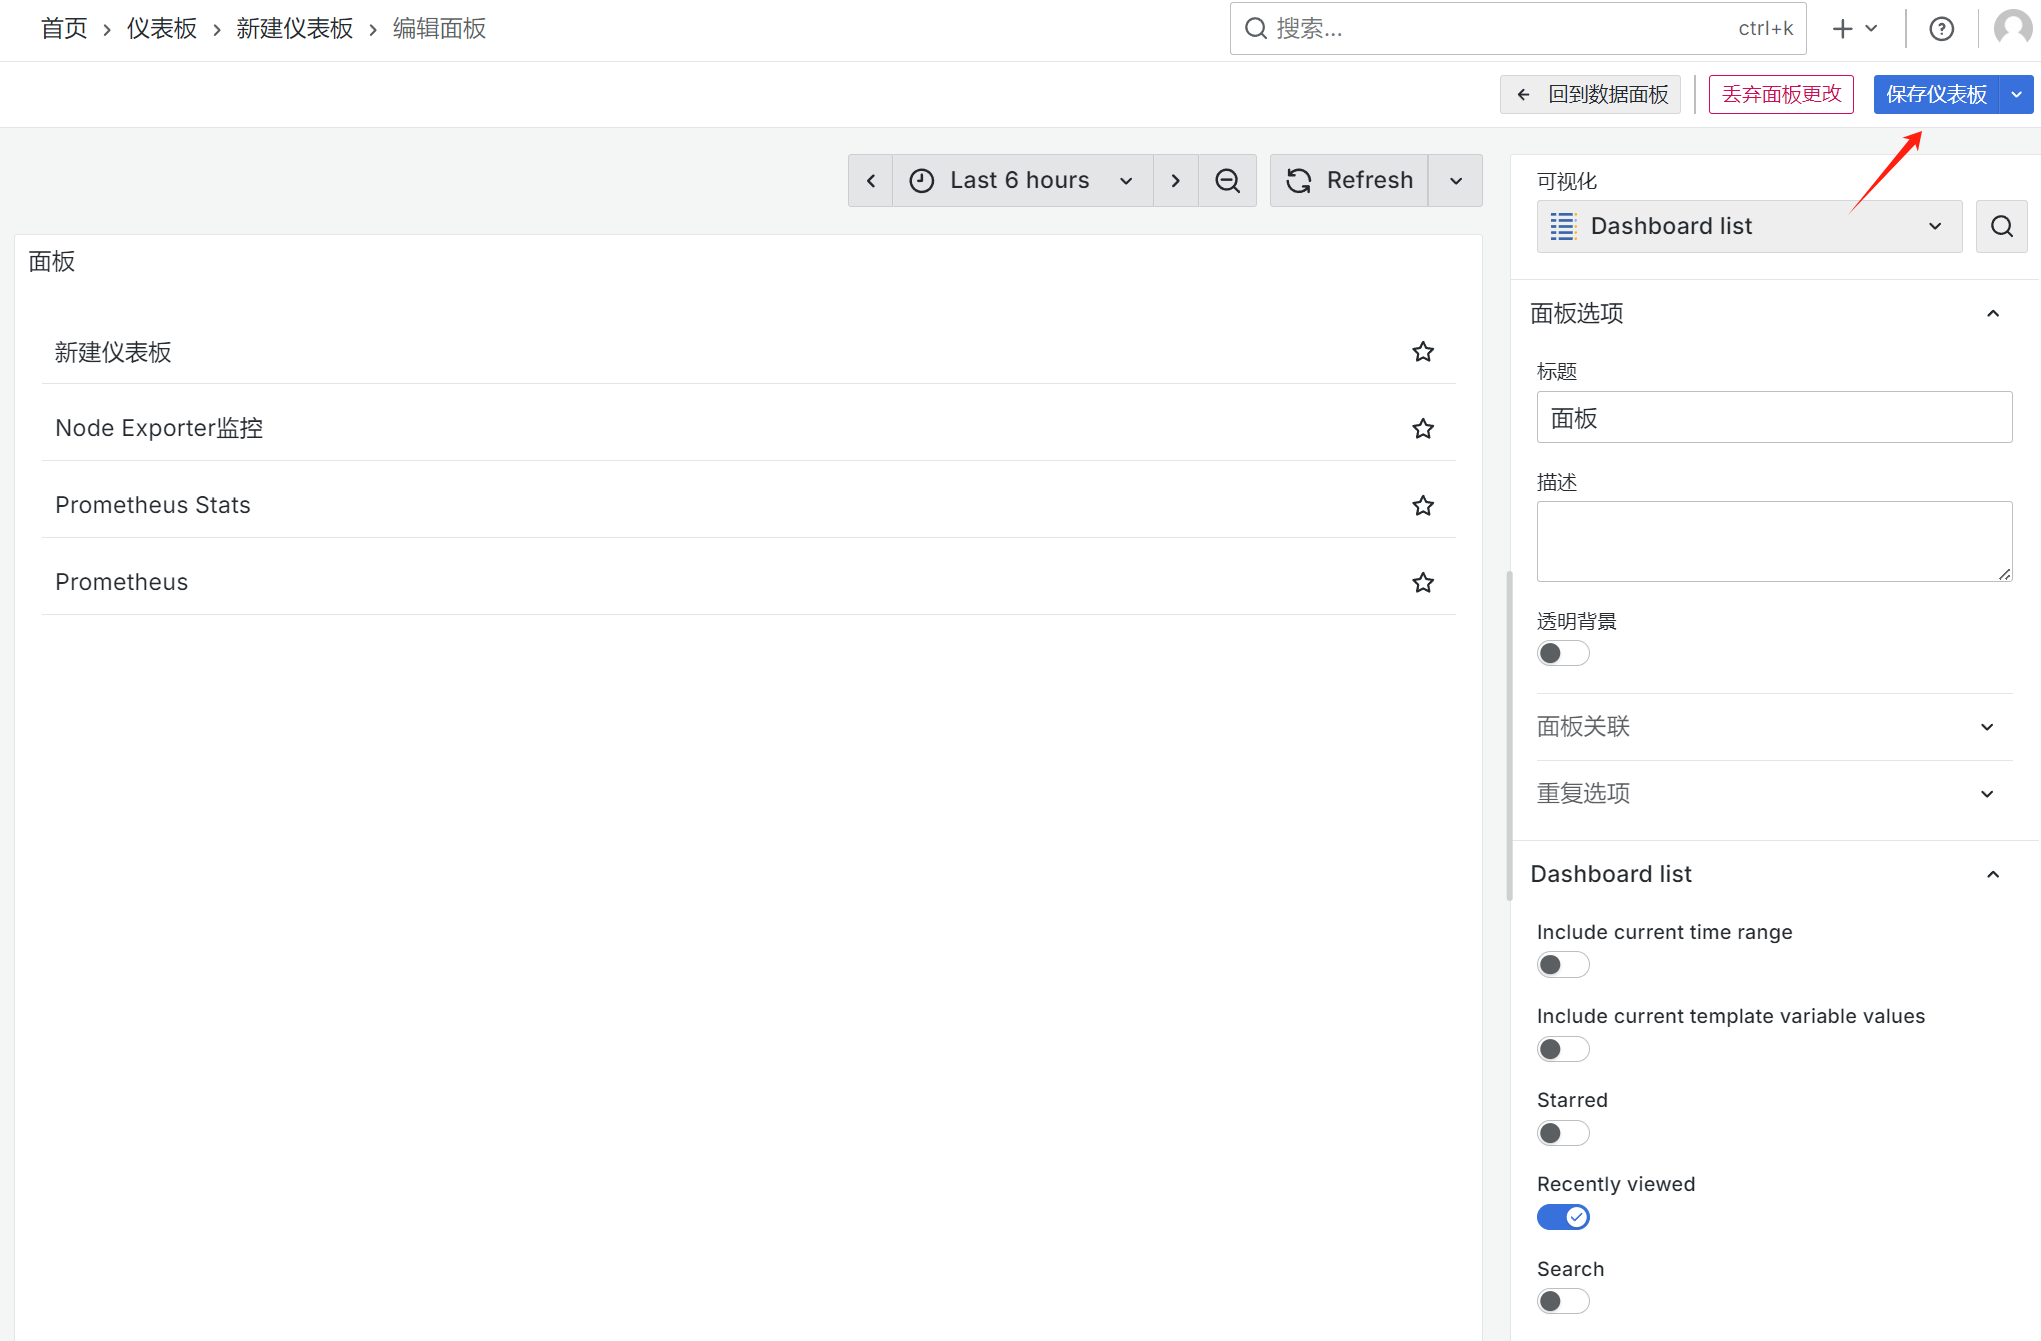 首页 › 仪表板 › 新建仪表板 › 编辑面板
搜索...
ctrl+k
回到数据面板
丢弃面板更改
保存仪表板
Last 6 hours
Refresh
面板
新建仪表板
Node Exporter监控
Prometheus Stats
Prometheus
可视化
Dashboard list
面板选项
标题
面板
描述
透明背景
面板关联
重复选项
Dashboard list
Include current time range
Include current template variable values
Starred
Recently viewed
Search